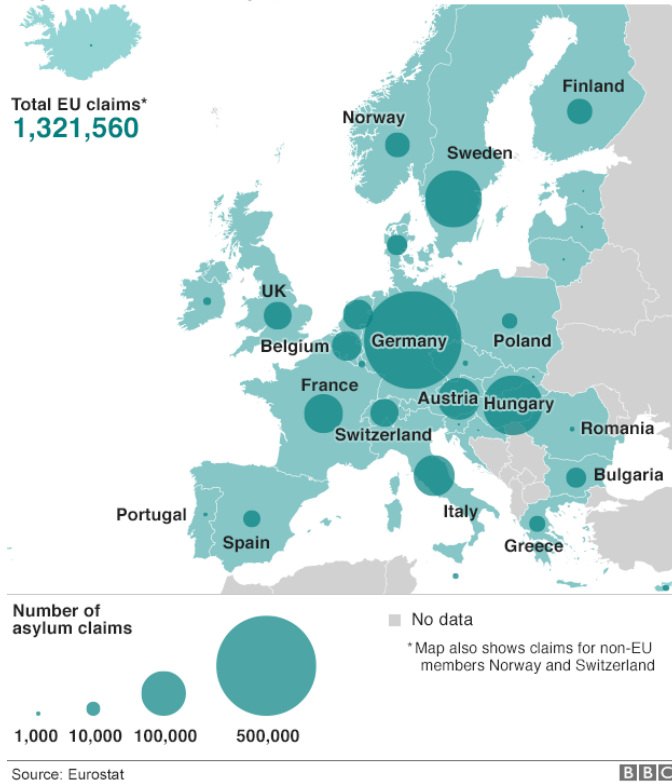 Total EU claims*
1,321,560
Finland
Norway
Sweden
UK
Belgium
Germany
Poland
France
Austria
Hungary
Switzerland
Romania
Bulgaria
Portugal
Spain
Italy
Greece
Number of
asylum claims
1,000
10,000
100,000
500,000
No data
*Map also shows claims for non-EU
members Norway and Switzerland
Source: Eurostat
BBC